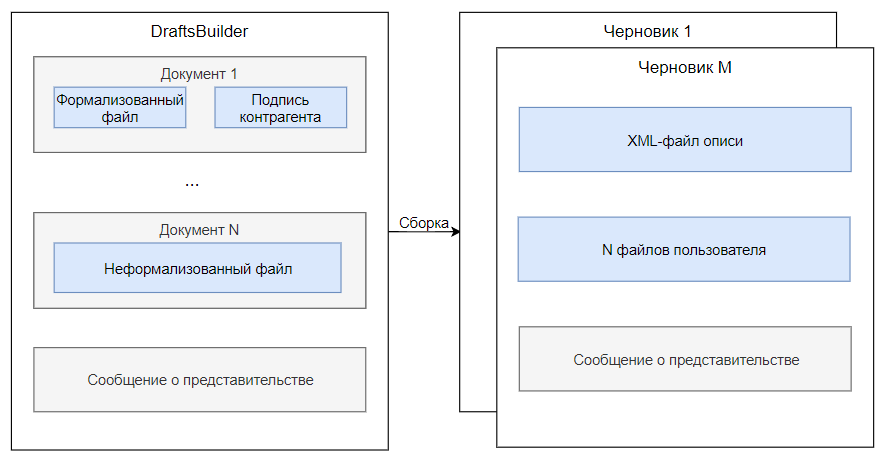 DraftsBuilder
Документ 1
Формализованный
файл
Подпись
контрагента
...
Документ N
Неформализованный файл
Сообщение о представительстве
Сборка
Черновик 1
Черновик M
XML-файл описи
N файлов пользователя
Сообщение о представительстве